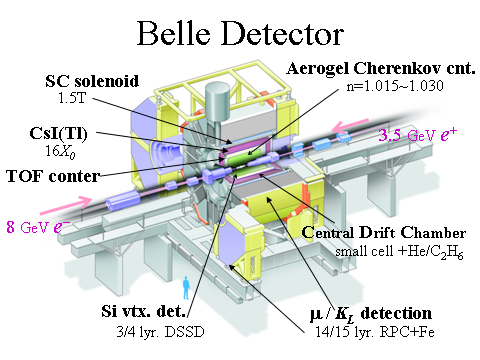 Belle Detector
SC solenoid
1.5T
Aerogel Cherenkov cnt.
n=1.015~1.030
CsI(Tl)
16X₀
TOF conter
3.5 GeV e⁺
8 GeV e⁻
Central Drift Chamber
small cell +He/C₂H₆
Si vtx. det.
3/4 lyr. DSSD
μ / K_L detection
14/15 lyr. RPC+Fe